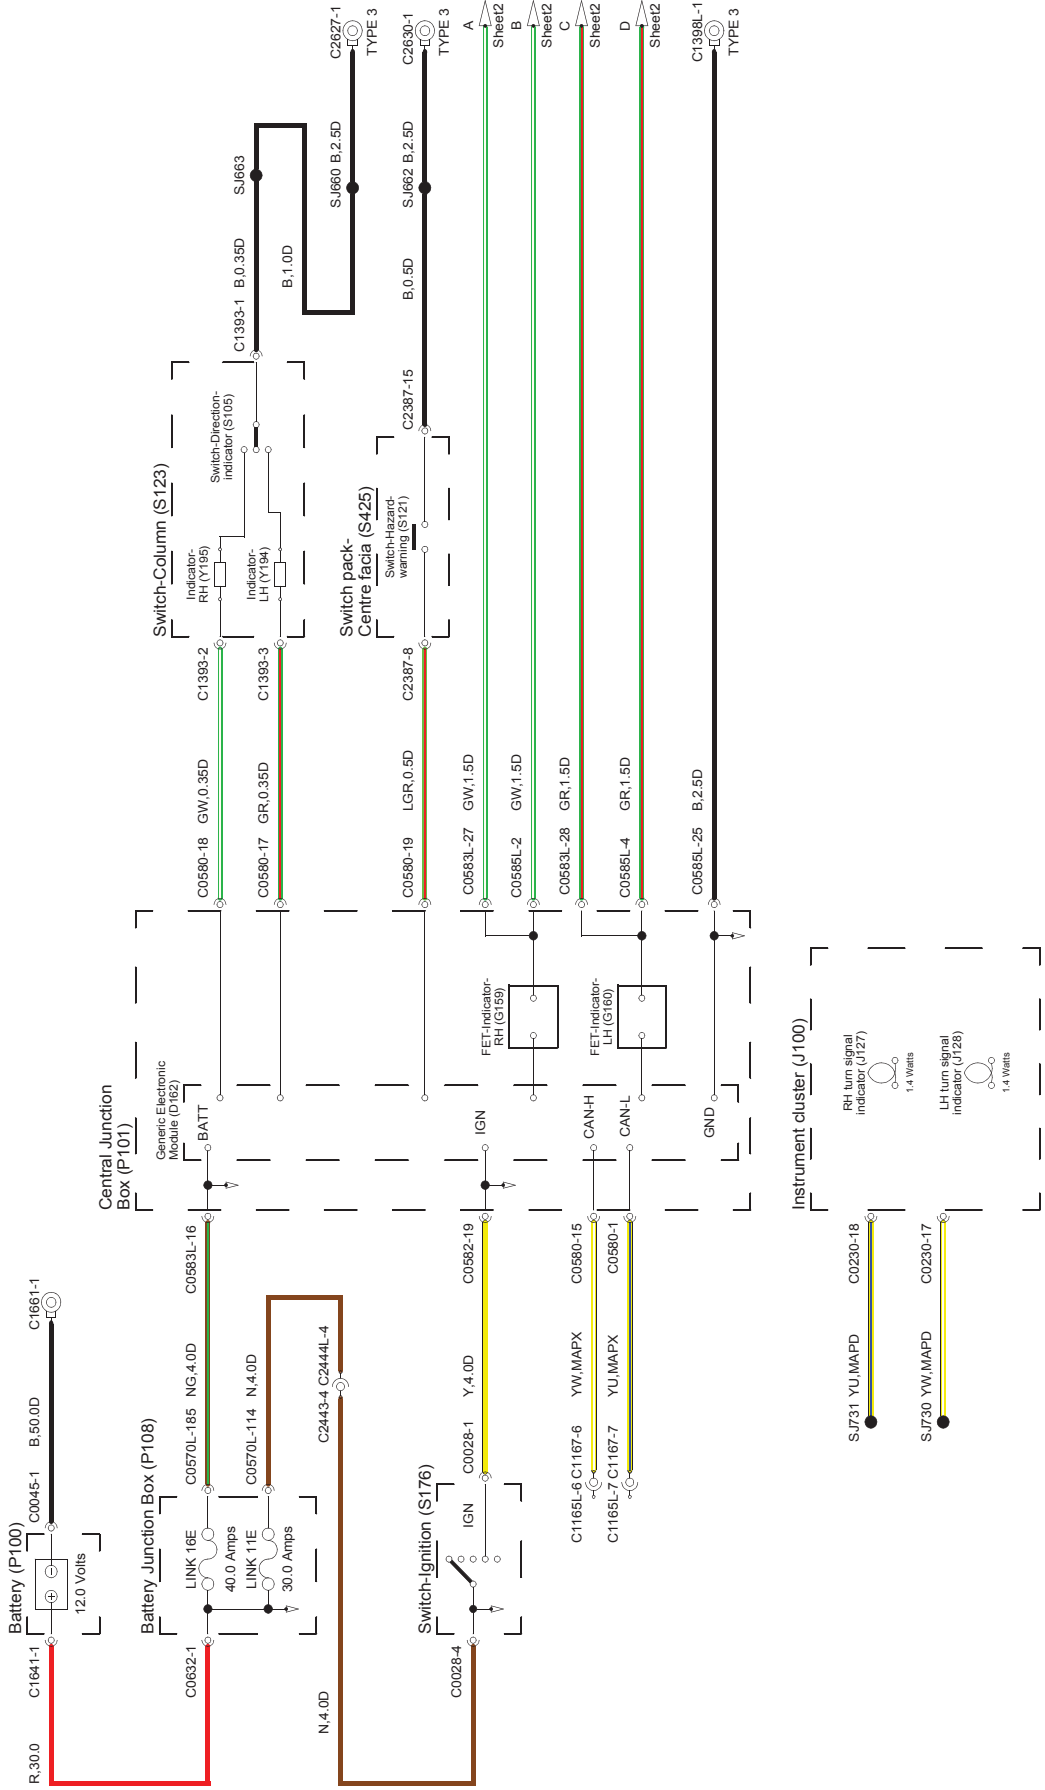 Battery (P100)
12.0 Volts
C1641-1
R,30.0
C0045-1
B,50.0D
C1661-1
Battery Junction Box (P108)
LINK 16E
40.0 Amps
LINK 11E
30.0 Amps
C0632-1
C0570L-185
NG,4.0D
C0583L-16
C0570L-114
N,4.0D
C2443-4
C2444L-4
N,4.0D
Switch-Ignition (S176)
IGN
C0028-4
C0028-1
Y,4.0D
C0582-19
C1165L-6
C1167-6
YW,MAPX
C0580-15
C1165L-7
C1167-7
YU,MAPX
C0580-1
Central Junction
Box (P101)
Generic Electronic
Module (D162)
BATT
IGN
CAN-H
CAN-L
GND
FET-Indicator-
RH (G159)
FET-Indicator-
LH (G160)
C0580-18
GW,0.35D
C1393-2
C0580-17
GR,0.35D
C1393-3
C0580-19
LGR,0.5D
C2387-8
C0583L-27
GW,1.5D
C0585L-2
GW,1.5D
C0583L-28
GR,1.5D
C0585L-4
GR,1.5D
C0585L-25
B,2.5D
Switch-Column (S123)
Indicator-
RH (Y195)
Indicator-
LH (Y194)
Switch-Direction-
indicator (S105)
C1393-1
B,0.35D
SJ663
B,1.0D
SJ660
B,2.5D
C2627-1
TYPE 3
Switch pack-
Centre facia (S425)
Switch-Hazard-
warning (S121)
C2387-15
B,0.5D
SJ662
B,2.5D
C2630-1
TYPE 3
A
Sheet2
B
Sheet2
C
Sheet2
D
Sheet2
C1398L-1
TYPE 3
Instrument cluster (J100)
RH turn signal
indicator (J127)
1.4 Watts
LH turn signal
indicator (J128)
1.4 Watts
SJ731
YU,MAPD
C0230-18
SJ730
YW,MAPD
C0230-17